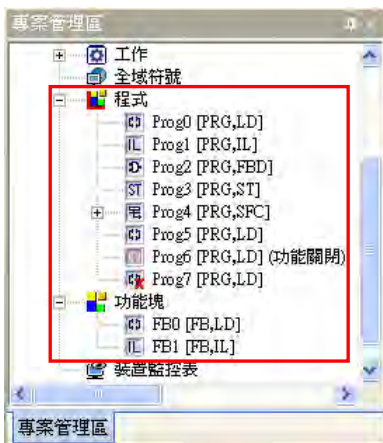 專案管理區
工作
全域符號
程式
Prog0 [PRG,LD]
IL Prog1 [PRG,IL]
Prog2 [PRG,FBD]
ST Prog3 [PRG,ST]
Prog4 [PRG,SFC]
Prog5 [PRG,LD]
Prog6 [PRG,LD] (功能關閉)
Prog7 [PRG,LD]
功能塊
FB0 [FB,LD]
IL FB1 [FB,IL]
裝置監控表
專案管理區